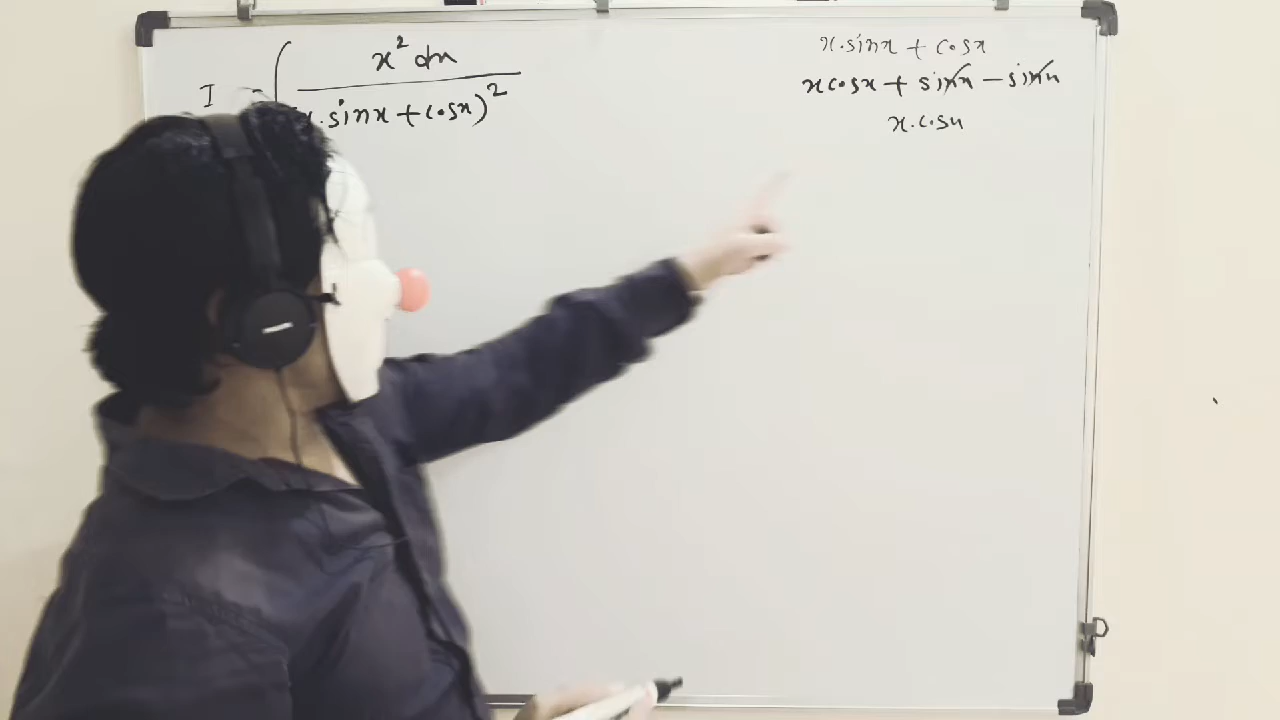 I = ∫ x² dx
(x.sinx + cosx)²
x.sinx + cosx
xcosx + sinx − sinx
x.cosx